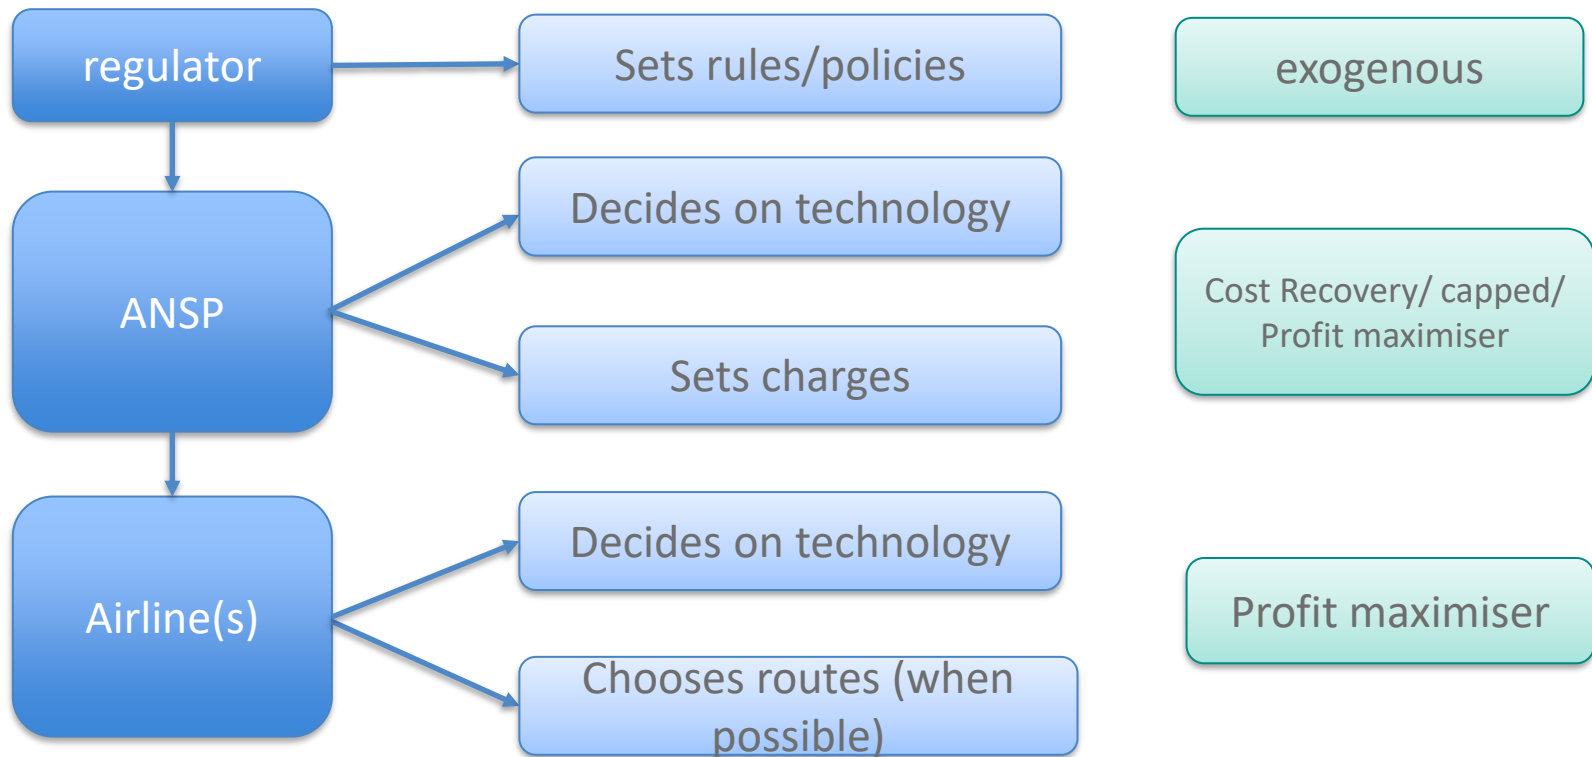 regulator
Sets rules/policies
exogenous
ANSP
Decides on technology
Sets charges
Cost Recovery/ capped/
Profit maximiser
Airline(s)
Decides on technology
Chooses routes (when
possible)
Profit maximiser